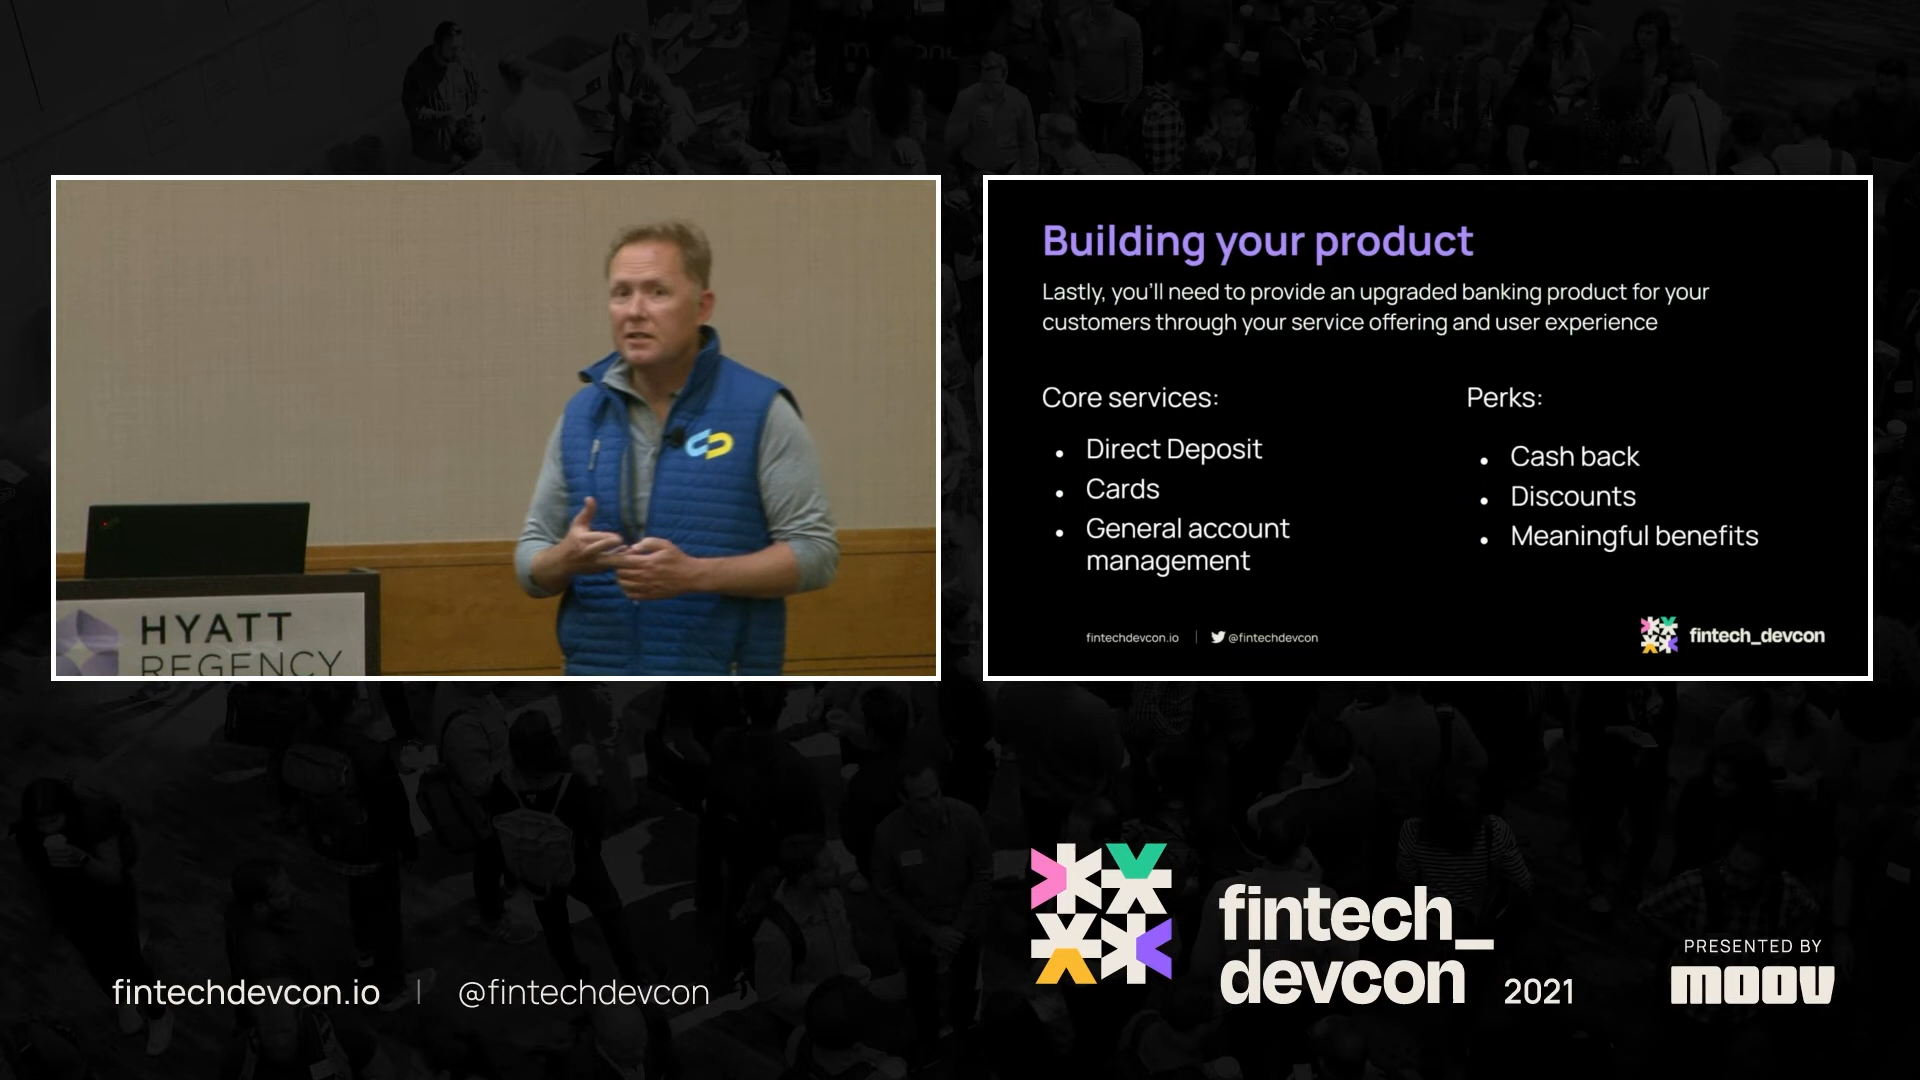 HYATT
REGENCY
Building your product
Lastly, you'll need to provide an upgraded banking product for your
customers through your service offering and user experience
Core services:
• Direct Deposit
• Cards
• General account
management
Perks:
• Cash back
• Discounts
• Meaningful benefits
fintechdevcon.io | @fintechdevcon
fintech_devcon
fintechdevcon.io | @fintechdevcon
fintech_
devcon 2021
PRESENTED BY
moov